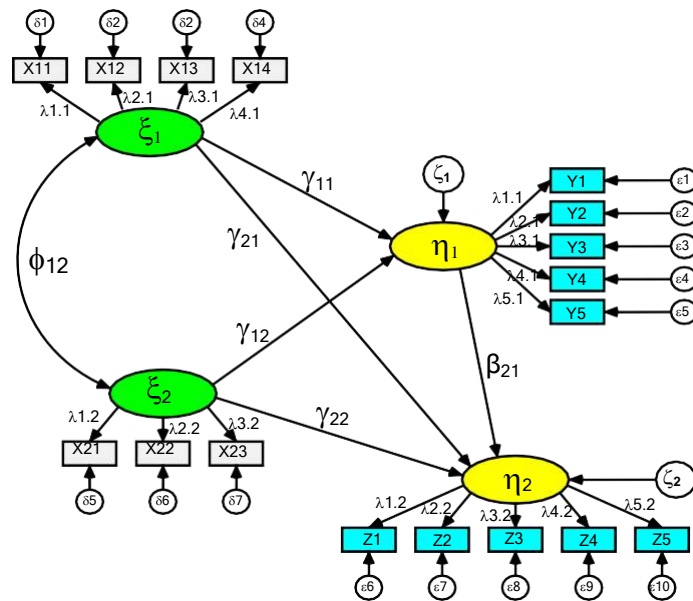 δ1 δ2 δ2 δ4
X11 X12 X13 X14
λ1.1 λ2.1 λ3.1 λ4.1
ξ1
γ11
ζ1
λ1.1 Y1 ε1
λ2.1 Y2 ε2
λ3.1 Y3 ε3
λ4.1 Y4 ε4
λ5.1 Y5 ε5
η1
γ21
ϕ12
γ12
β21
ξ2
γ22
λ1.2 λ2.2 λ3.2
X21 X22 X23
δ5 δ6 δ7
η2
ζ2
λ1.2 λ2.2 λ3.2 λ4.2 λ5.2
Z1 Z2 Z3 Z4 Z5
ε6 ε7 ε8 ε9 ε10